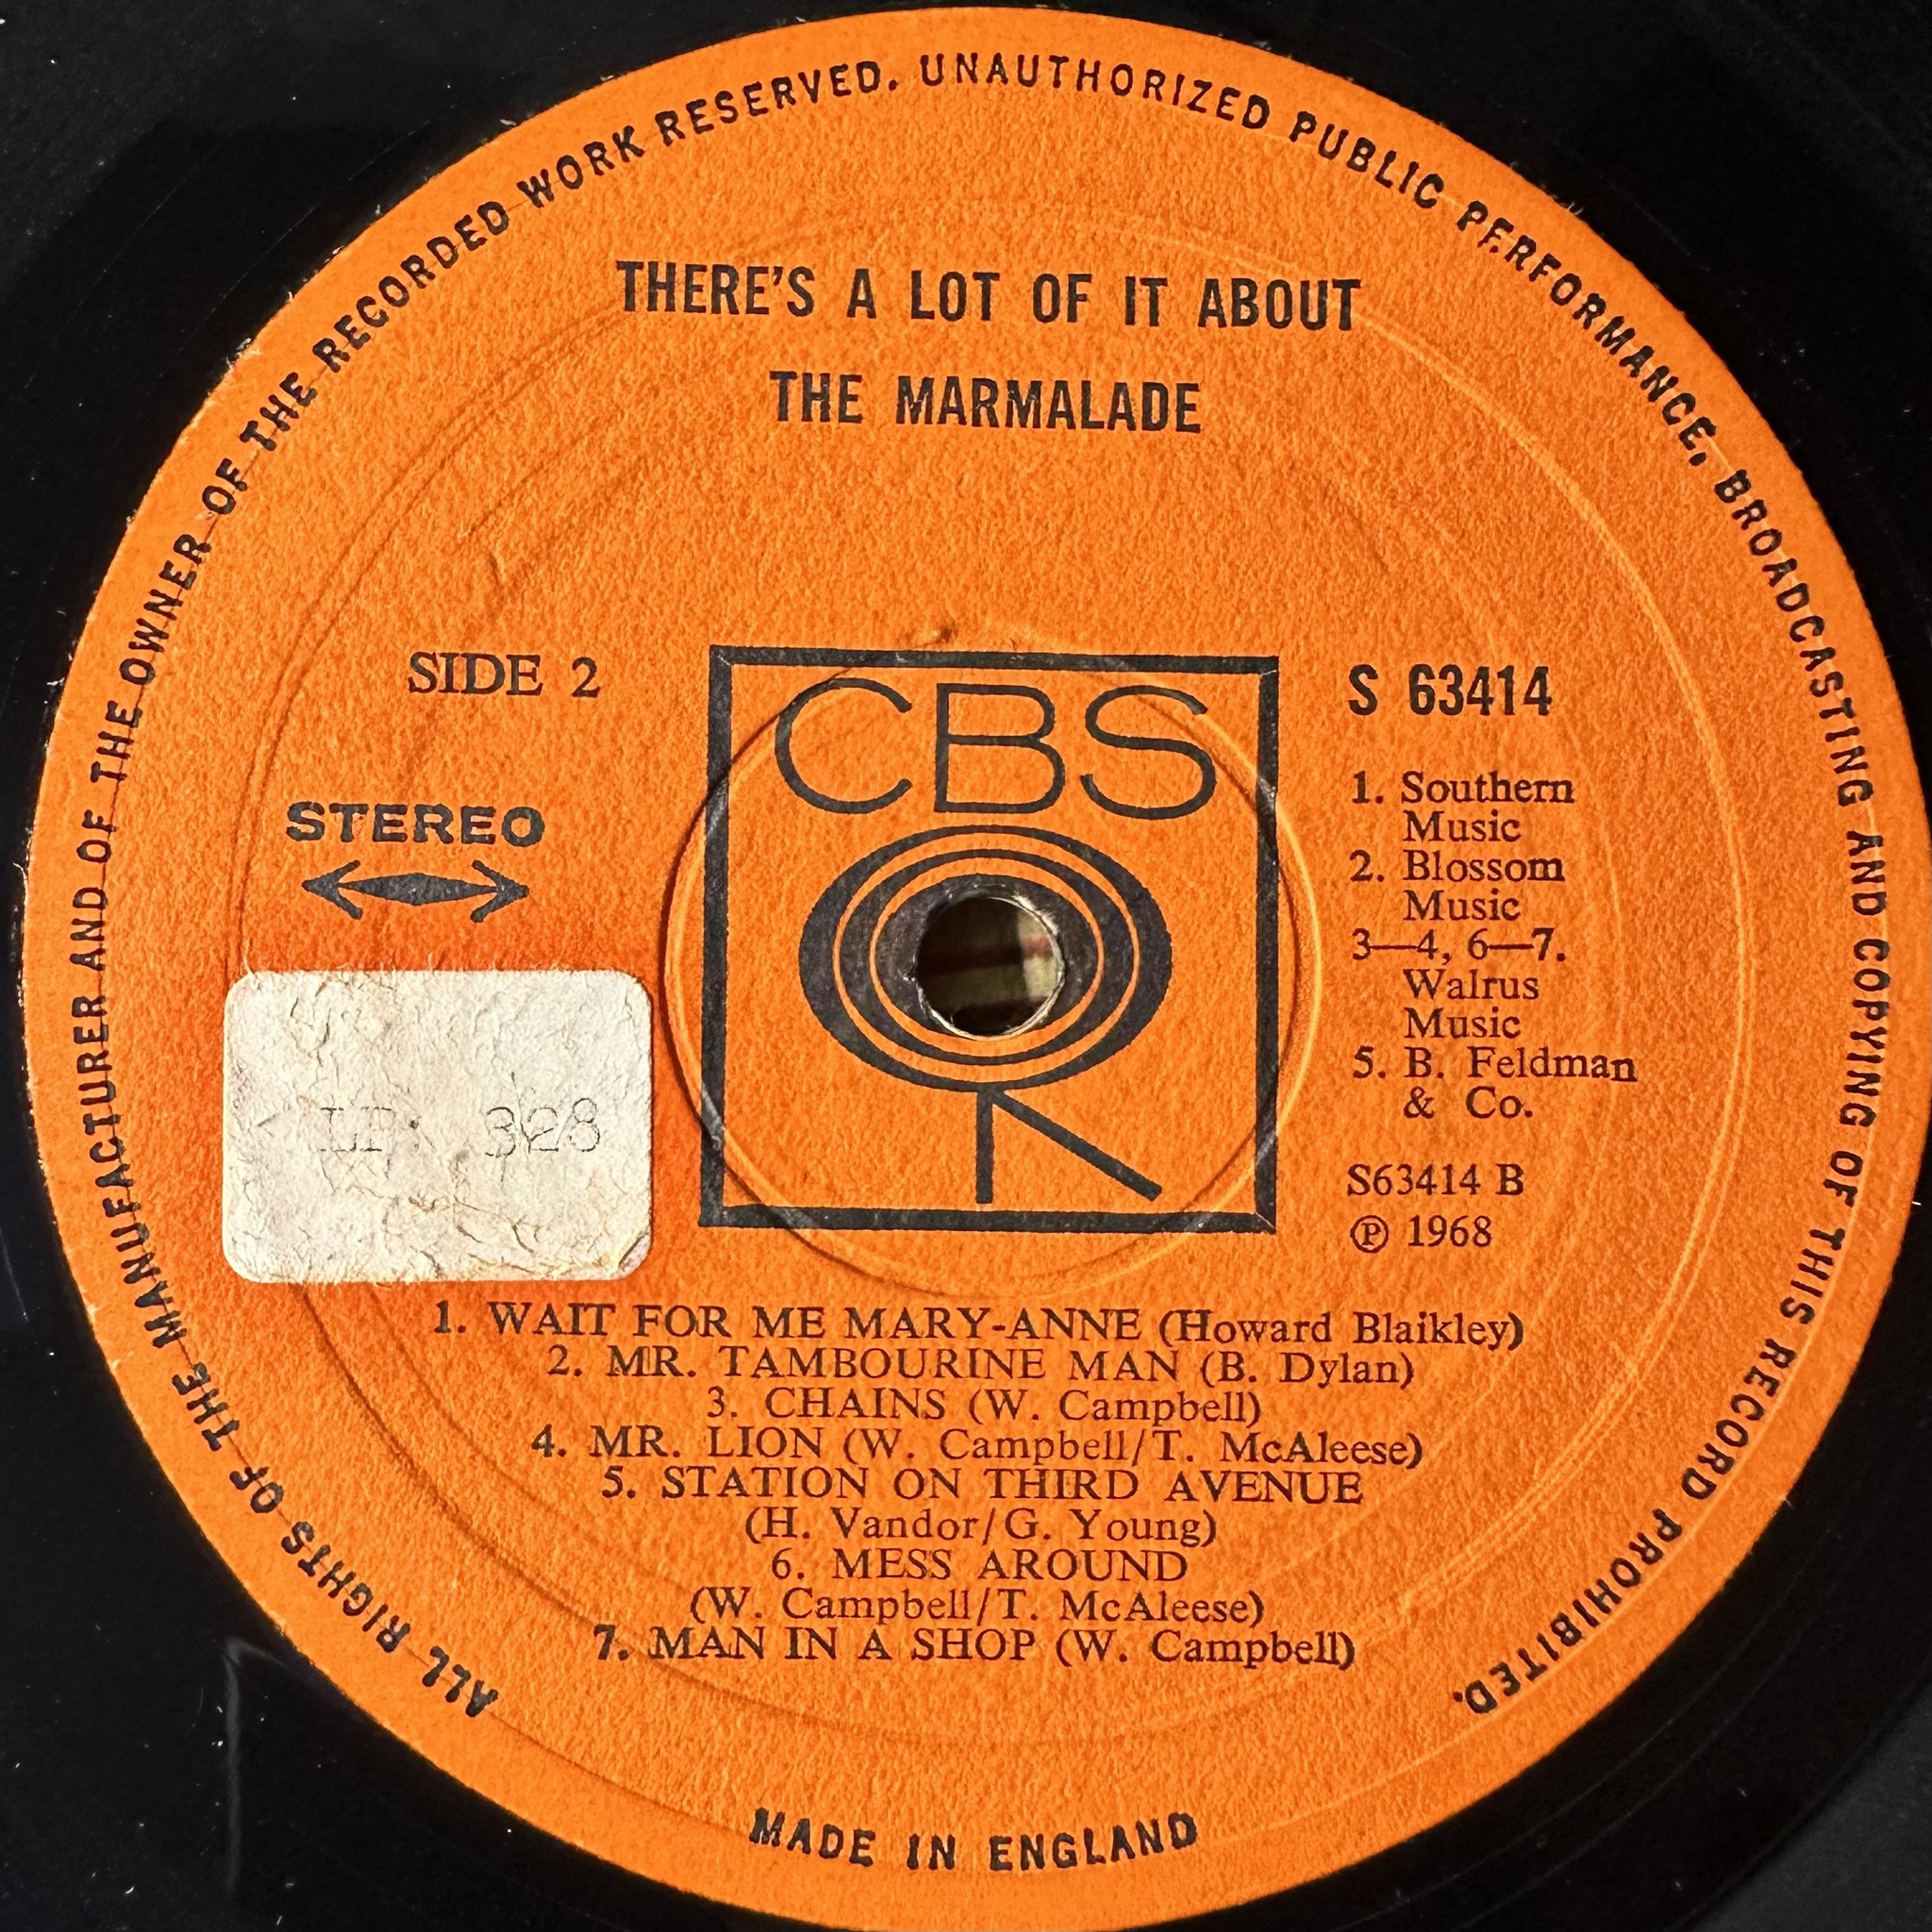 ALL RIGHTS OF THE MANUFACTURER AND OF THE OWNER OF THE RECORDED WORK RESERVED. UNAUTHORIZED PUBLIC PERFORMANCE, BROADCASTING AND COPYING OF THIS RECORD PROHIBITED.
THERE'S A LOT OF IT ABOUT
THE MARMALADE
SIDE 2
STEREO
LP: 328
CBS
S 63414
1. Southern
Music
2. Blossom
Music
3—4, 6—7.
Walrus
Music
5. B. Feldman
& Co.
S63414 B
℗ 1968
1. WAIT FOR ME MARY-ANNE (Howard Blaikley)
2. MR. TAMBOURINE MAN (B. Dylan)
3. CHAINS (W. Campbell)
4. MR. LION (W. Campbell/T. McAleese)
5. STATION ON THIRD AVENUE
(H. Vandor/G. Young)
6. MESS AROUND
(W. Campbell/T. McAleese)
7. MAN IN A SHOP (W. Campbell)
MADE IN ENGLAND